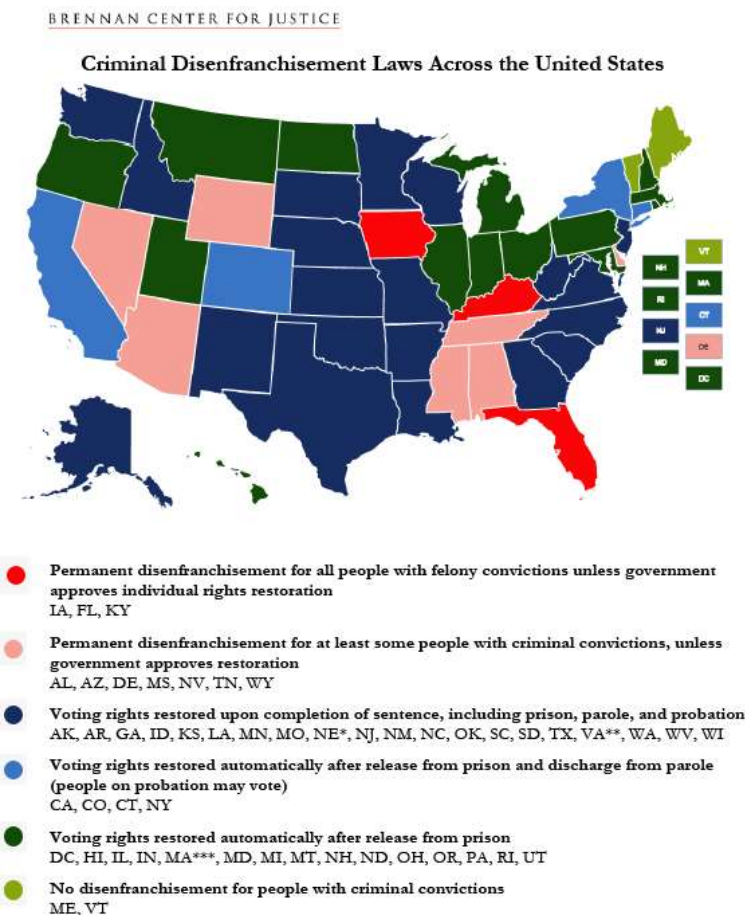 BRENNAN CENTER FOR JUSTICE
Criminal Disenfranchisement Laws Across the United States
VT
NH
MA
RI
CT
NJ
DE
MD
DC
Permanent disenfranchisement for all people with felony convictions unless government
approves individual rights restoration
IA, FL, KY
Permanent disenfranchisement for at least some people with criminal convictions, unless
government approves restoration
AL, AZ, DE, MS, NV, TN, WY
Voting rights restored upon completion of sentence, including prison, parole, and probation
AK, AR, GA, ID, KS, LA, MN, MO, NE*, NJ, NM, NC, OK, SC, SD, TX, VA**, WA, WV, WI
Voting rights restored automatically after release from prison and discharge from parole
(people on probation may vote)
CA, CO, CT, NY
Voting rights restored automatically after release from prison
DC, HI, IL, IN, MA***, MD, MI, MT, NH, ND, OH, OR, PA, RI, UT
No disenfranchisement for people with criminal convictions
ME, VT